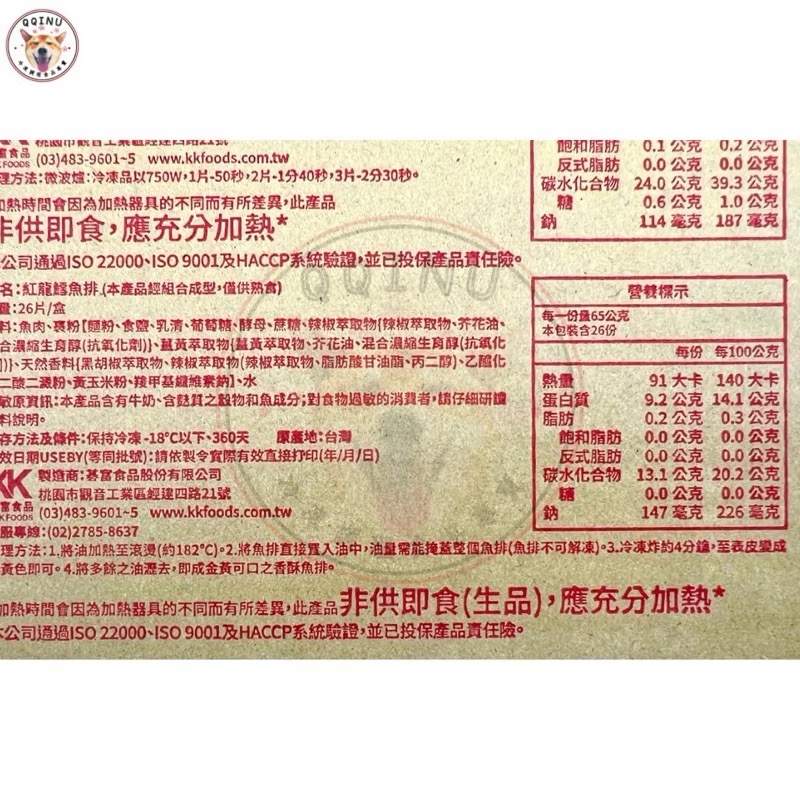 QQINU
桃園市觀音工業區經建四路21號
富食品 (03)483-9601~5 www.kkfoods.com.tw
FOODS
理方法:微波爐:冷凍品以750W,1片-50秒,2片-1分40秒,3片-2分30秒。
加熱時間會因為加熱器具的不同而有所差異,此產品
非供即食,應充分加熱*
公司通過ISO 22000、ISO 9001及HACCP系統驗證,並已投保產品責任險。
飽和脂肪 0.1 公克 0.2 公克
反式脂肪 0.0 公克 0.0 公克
碳水化合物 24.0 公克 39.3 公克
糖 0.6 公克 1.0 公克
鈉 114 毫克 187 毫克
名:紅龍鱈魚排 (本產品經組合成型,僅供熟食)
量:26片/盒
料:魚肉、裹粉[麵粉、食鹽、乳清、葡萄糖、酵母、蔗糖、辣椒萃取物{辣椒萃取物、芥花油、
合濃縮生育醇(抗氧化劑)}、薑黃萃取物{薑黃萃取物、芥花油、混合濃縮生育醇(抗氧化
)}、天然香料{黑胡椒萃取物、辣椒萃取物(辣椒萃取物、脂肪酸甘油酯、丙二醇)、乙醯化
二酸二澱粉、黃玉米粉、羧甲基纖維素鈉]、水
敏原資訊:本產品含有牛奶、含麩質之穀物和魚成分;對食物過敏的消費者,請仔細研讀
料說明。
存方法及條件:保持冷凍 -18°C以下、360天 原產地:台灣
效日期USEBY(等同批號):請依製令實際有效直接打印(年/月/日)
KK 製造商:碁富食品股份有限公司
桃園市觀音工業區經建四路21號
富食品 (03)483-9601~5 www.kkfoods.com.tw
FOODS
服專線:(02)2785-8637
營養標示
每一份量65公克
本包裝含26份
每份 每100公克
熱量 91 大卡 140 大卡
蛋白質 9.2 公克 14.1 公克
脂肪 0.2 公克 0.3 公克
飽和脂肪 0.0 公克 0.0 公克
反式脂肪 0.0 公克 0.0 公克
碳水化合物 13.1 公克 20.2 公克
糖 0.0 公克 0.0 公克
鈉 147 毫克 226 毫克
理方法:1.將油加熱至滾燙(約182°C)。2.將魚排直接置入油中,油量需能掩蓋整個魚排(魚排不可解凍)。3.冷凍炸約4分鐘,至表皮變成
黃色即可。4.將多餘之油瀝去,即成金黃可口之香酥魚排。
加熱時間會因為加熱器具的不同而有所差異,此產品非供即食(生品),應充分加熱*
本公司通過ISO 22000、ISO 9001及HACCP系統驗證,並已投保產品責任險。
QQINU